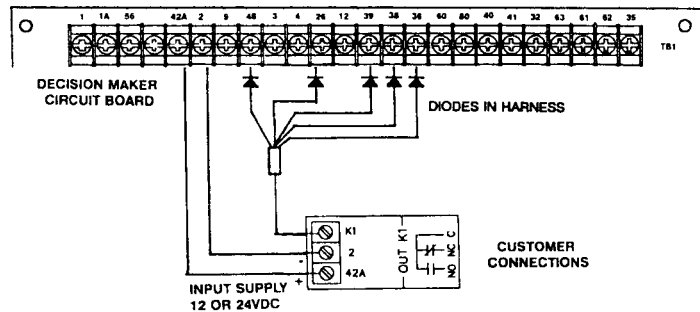 1 1A 56 42A 2 9 48 3 4 26 12 39 38 36 60 80 40 41 32 63 61 62 35
TB1
DECISION MAKER
CIRCUIT BOARD
DIODES IN HARNESS
K1
2
-
42A
+
OUT K1
C
NC
NO
CUSTOMER
CONNECTIONS
INPUT SUPPLY
12 OR 24VDC